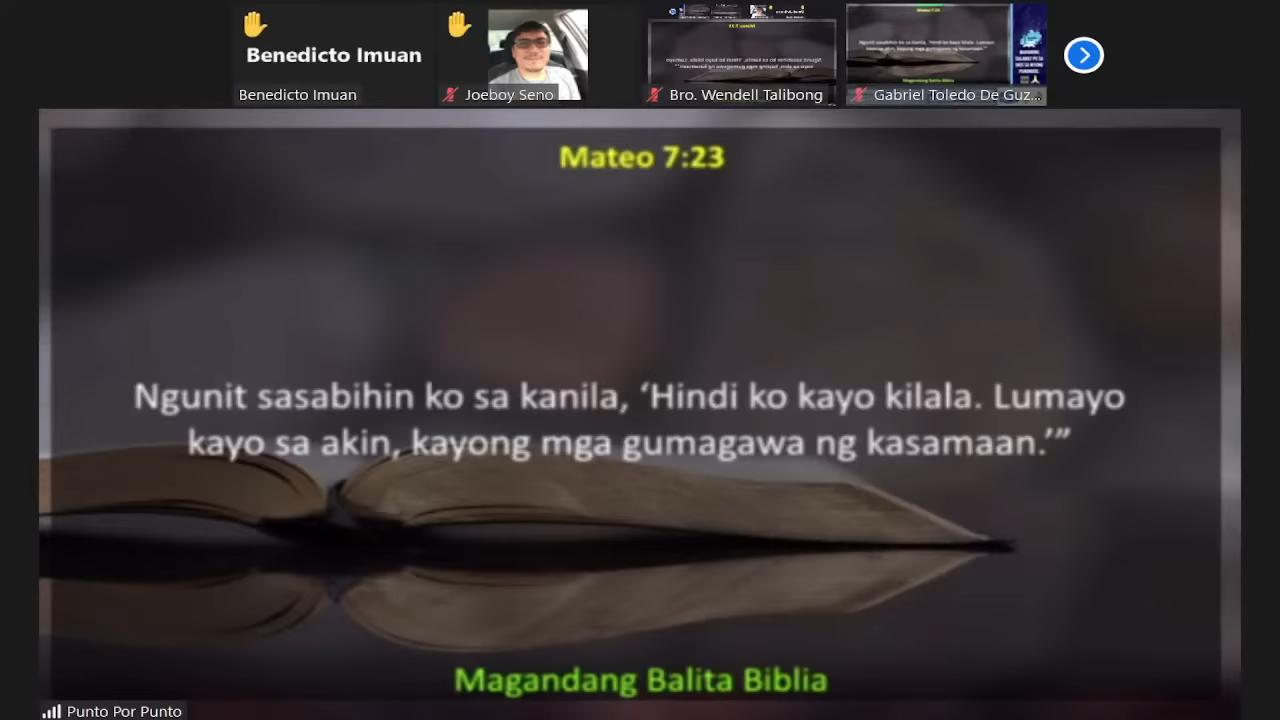 Benedicto Imuan
Benedicto Imuan
Joeboy Seno
Bro. Wendell Talibong
Gabriel Toledo De Guz...
Mateo 7:23
Ngunit sasabihin ko sa kanila, ‘Hindi ko kayo kilala. Lumayo
kayo sa akin, kayong mga gumagawa ng kasamaan.’”
Magandang Balita Biblia
Punto Por Punto